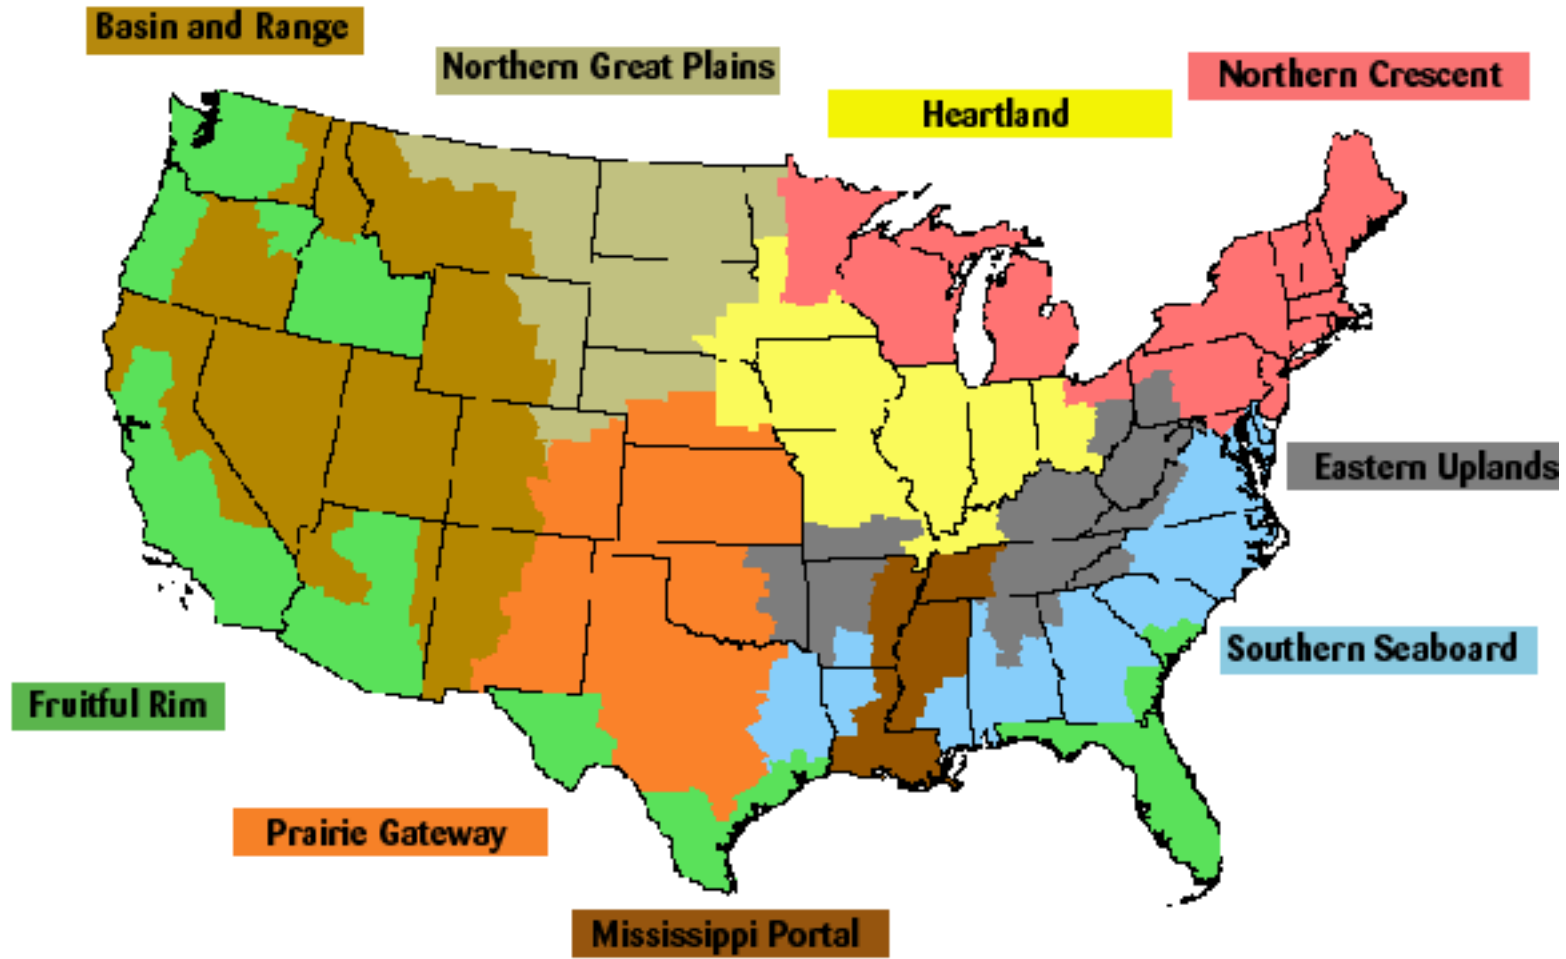 Basin and Range
Northern Great Plains
Northern Crescent
Heartland
Eastern Uplands
Southern Seaboard
Fruitful Rim
Prairie Gateway
Mississippi Portal